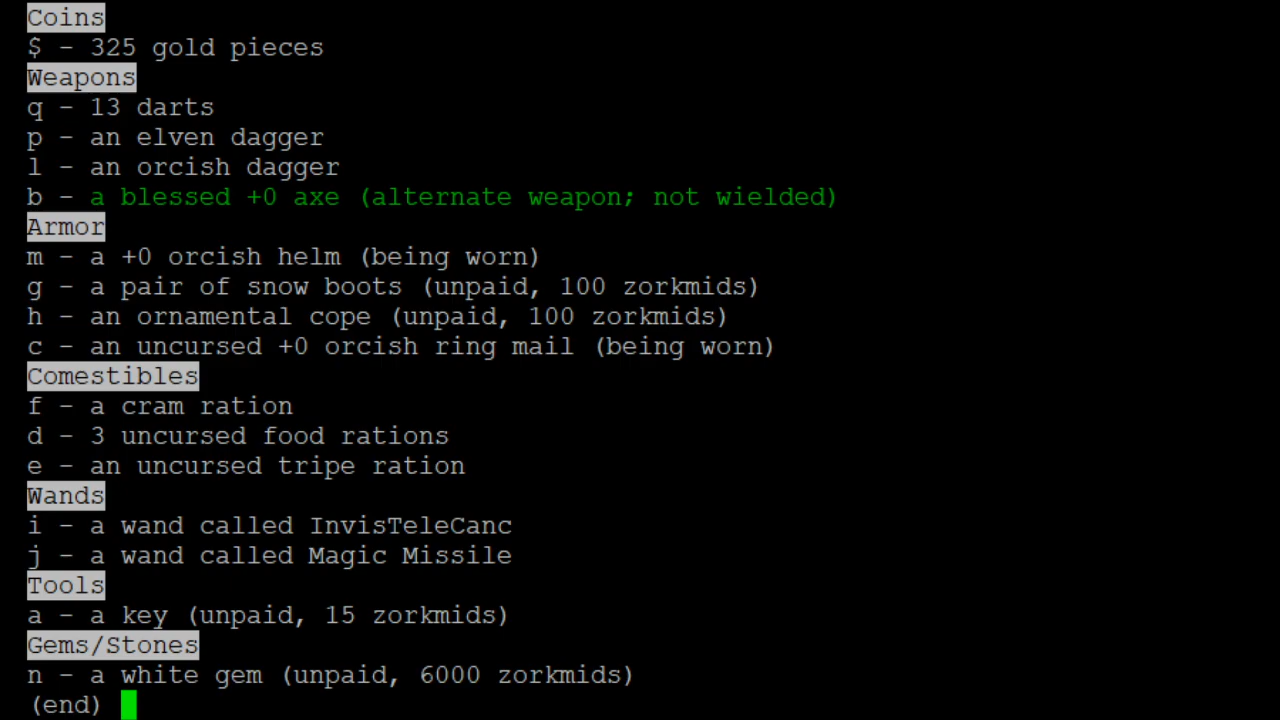 Coins
$ - 325 gold pieces
Weapons
q - 13 darts
p - an elven dagger
l - an orcish dagger
b - a blessed +0 axe (alternate weapon; not wielded)
Armor
m - a +0 orcish helm (being worn)
g - a pair of snow boots (unpaid, 100 zorkmids)
h - an ornamental cope (unpaid, 100 zorkmids)
c - an uncursed +0 orcish ring mail (being worn)
Comestibles
f - a cram ration
d - 3 uncursed food rations
e - an uncursed tripe ration
Wands
i - a wand called InvisTeleCanc
j - a wand called Magic Missile
Tools
a - a key (unpaid, 15 zorkmids)
Gems/Stones
n - a white gem (unpaid, 6000 zorkmids)
(end)